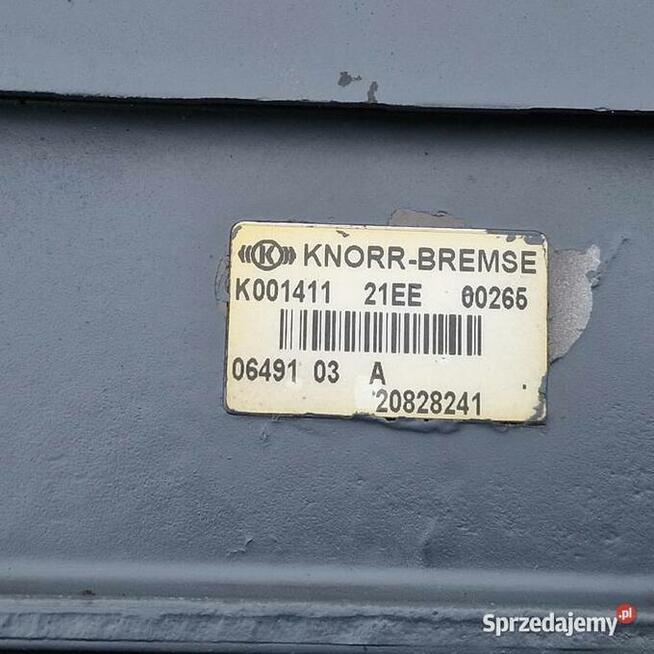 K KNORR-BREMSE
K001411 21EE 00265
06491 03 A
20828241
Sprzedajemy.pl